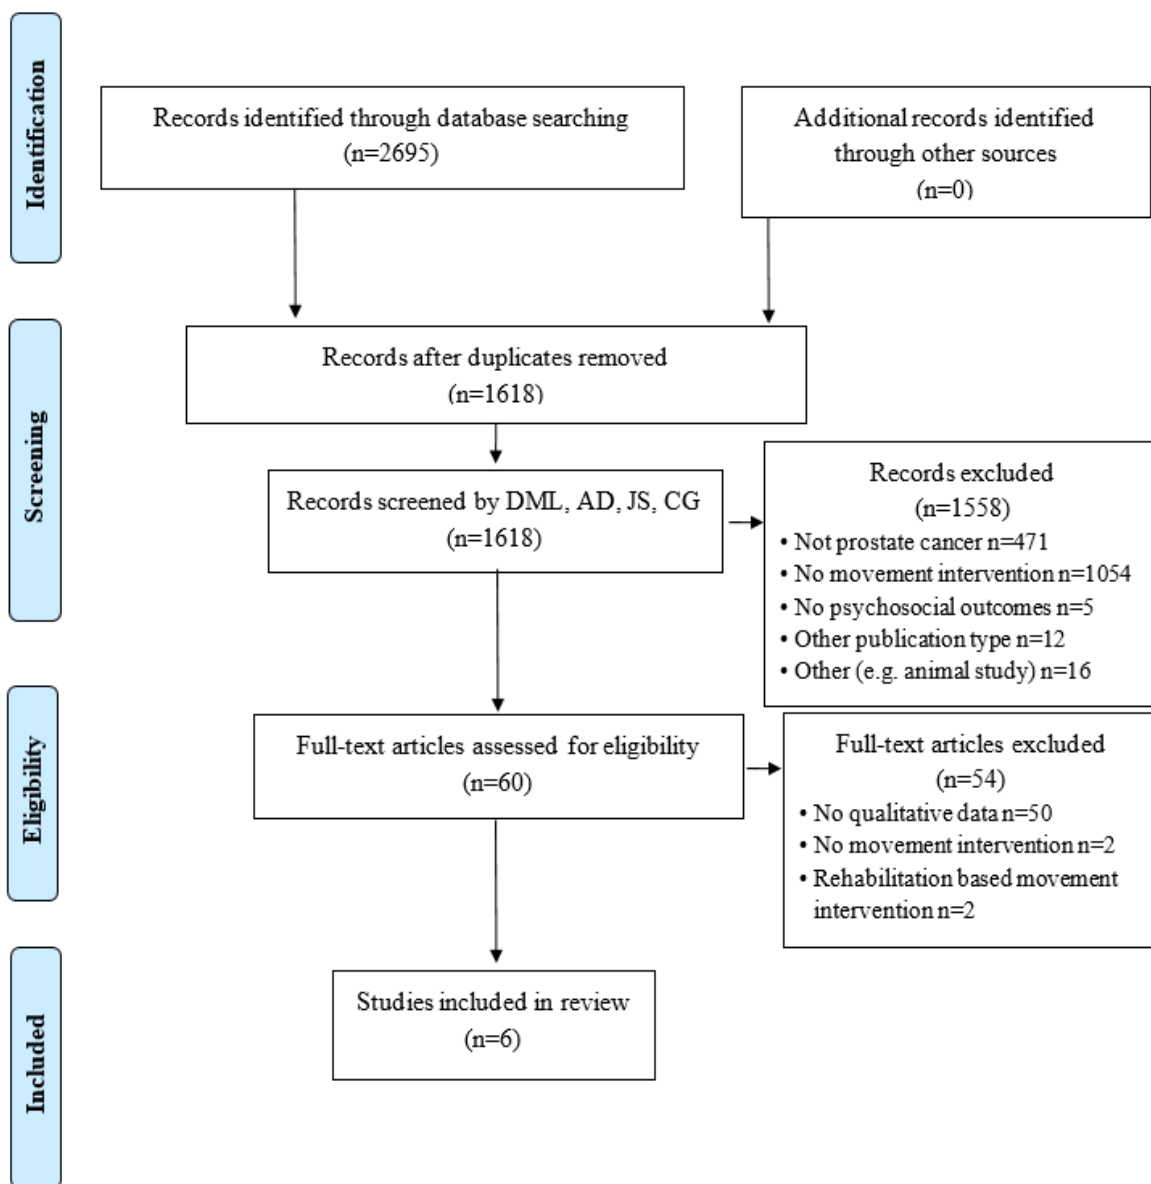 Identification
Records identified through database searching
(n=2695)
Additional records identified
through other sources
(n=0)
Screening
Records after duplicates removed
(n=1618)
Records screened by DML, AD, JS, CG
(n=1618)
Records excluded
(n=1558)
• Not prostate cancer n=471
• No movement intervention n=1054
• No psychosocial outcomes n=5
• Other publication type n=12
• Other (e.g. animal study) n=16
Eligibility
Full-text articles assessed for eligibility
(n=60)
Full-text articles excluded
(n=54)
• No qualitative data n=50
• No movement intervention n=2
• Rehabilitation based movement
intervention n=2
Included
Studies included in review
(n=6)